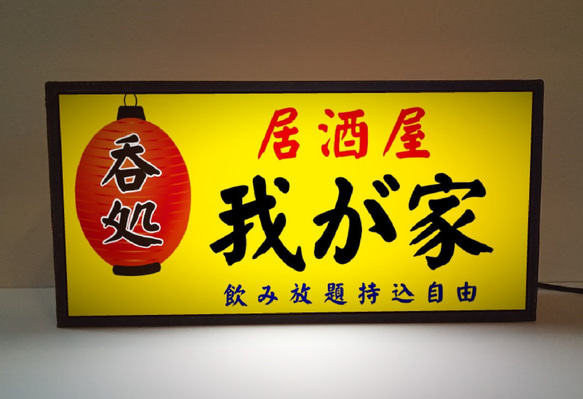 呑処
居酒屋
我が家
飲み放題持込自由